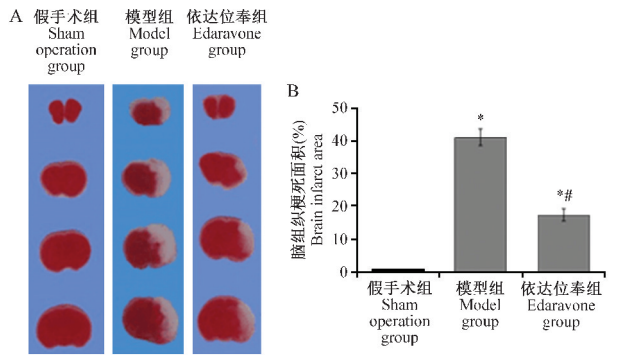 A
假手术组
Sham
operation
group
模型组
Model
group
依达位奉组
Edaravone
group
B
脑组织梗死面积(%)
Brain infarct area
50
40
30
20
10
0
*
*#
假手术组
Sham
operation
group
模型组
Model
group
依达位奉组
Edaravone
group